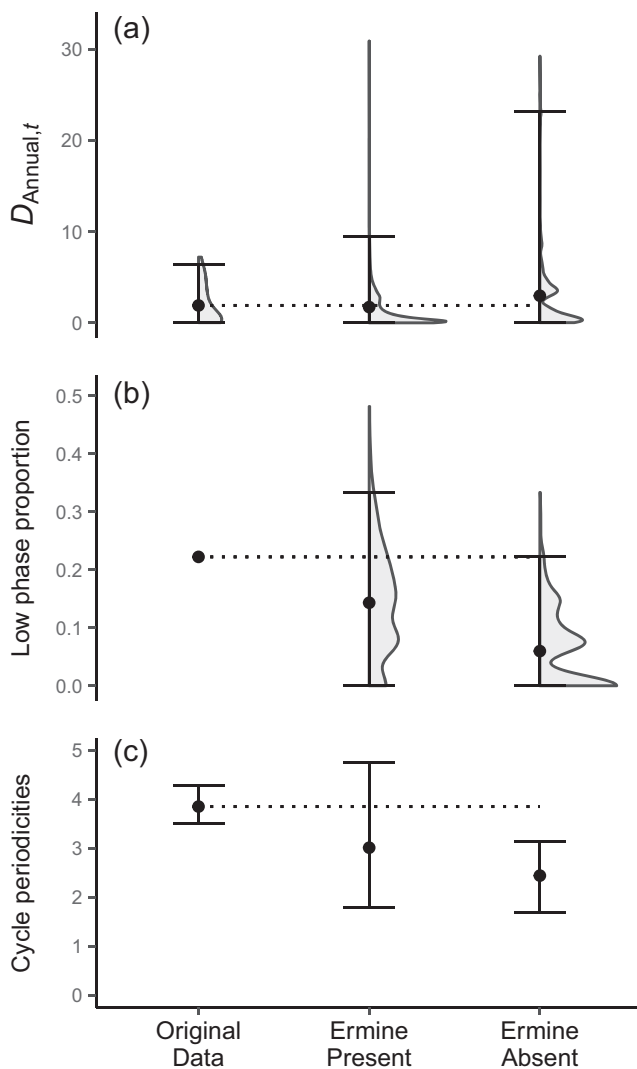 (a)
30
20
10
0
D_Annual,t
(b)
0.5
0.4
0.3
0.2
0.1
0.0
Low phase proportion
(c)
5
4
3
2
1
0
Cycle periodicities
Original Ermine Ermine
Data Present Absent